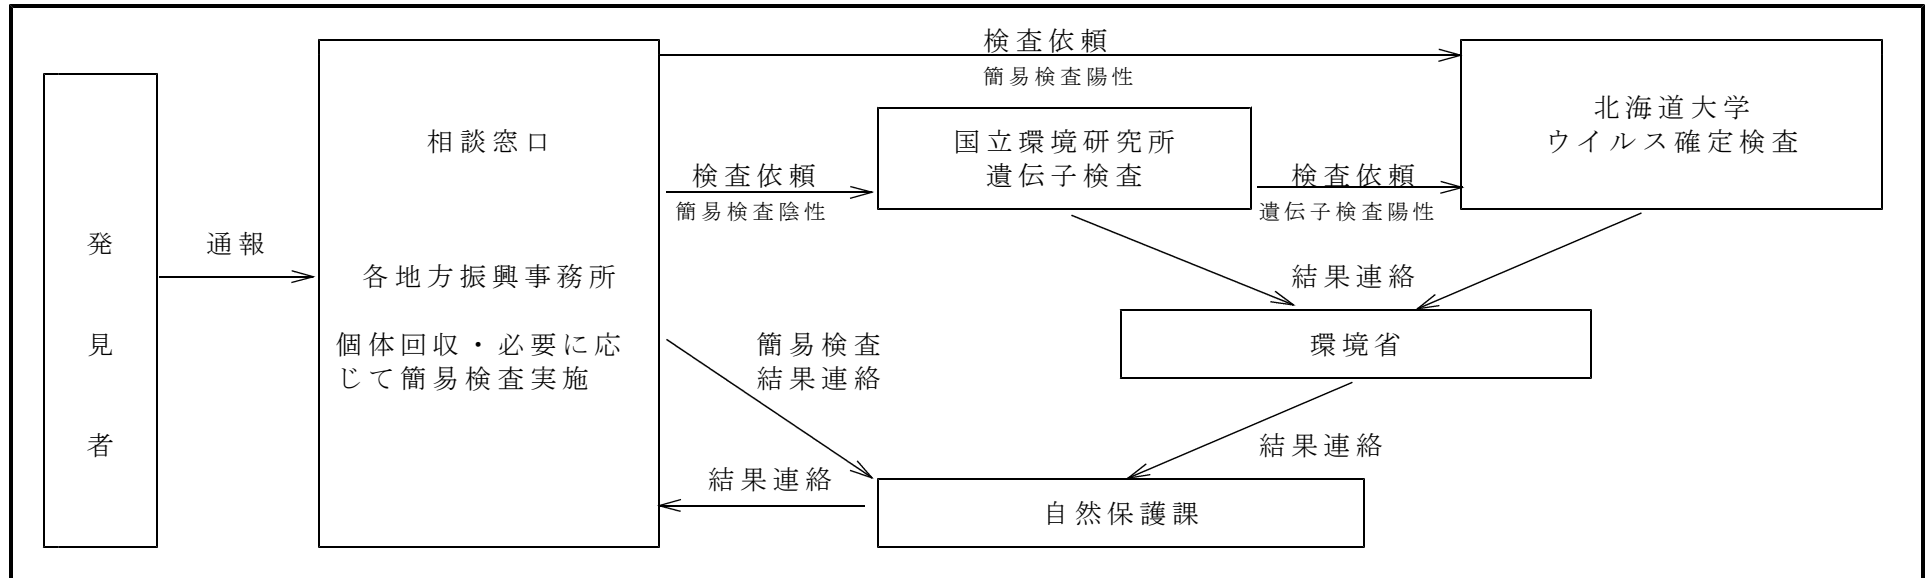 発
見
者
通報
相談窓口
各地方振興事務所
個体回収・必要に応
じて簡易検査実施
検査依頼
簡易検査陽性
検査依頼
簡易検査陰性
国立環境研究所
遺伝子検査
検査依頼
遺伝子検査陽性
北海道大学
ウイルス確定検査
結果連絡
環境省
簡易検査
結果連絡
結果連絡
結果連絡
自然保護課